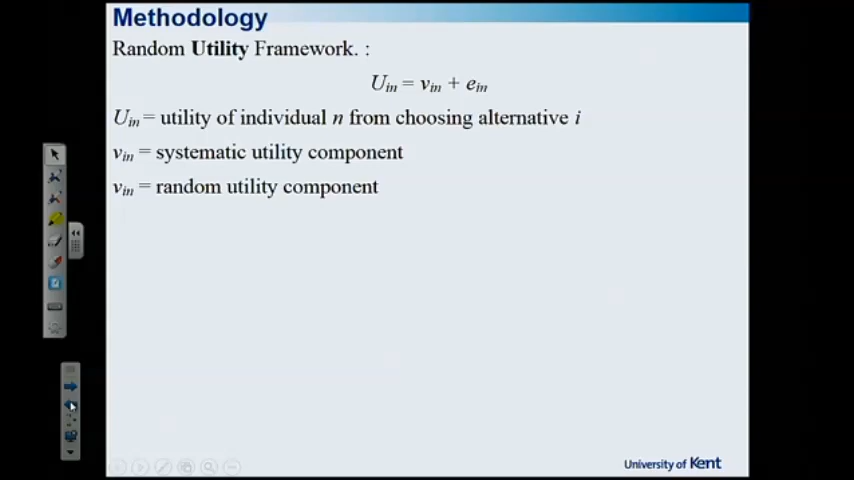 Methodology
Random Utility Framework. :
Uin = vin + ein
Uin = utility of individual n from choosing alternative i
vin = systematic utility component
vin = random utility component
University of Kent